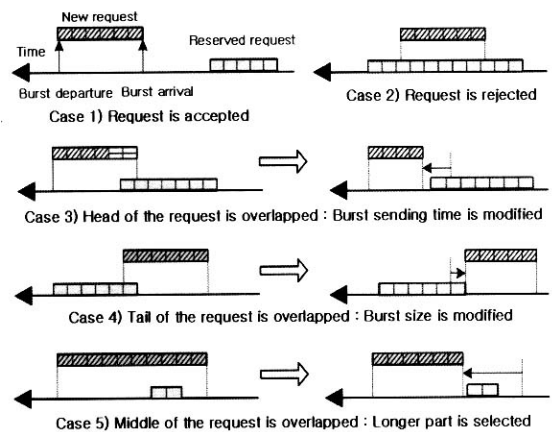 New request
Reserved request
Time
Burst departure Burst arrival
Case 1) Request is accepted
Case 2) Request is rejected
Case 3) Head of the request is overlapped : Burst sending time is modified
Case 4) Tail of the request is overlapped : Burst size is modified
Case 5) Middle of the request is overlapped : Longer part is selected